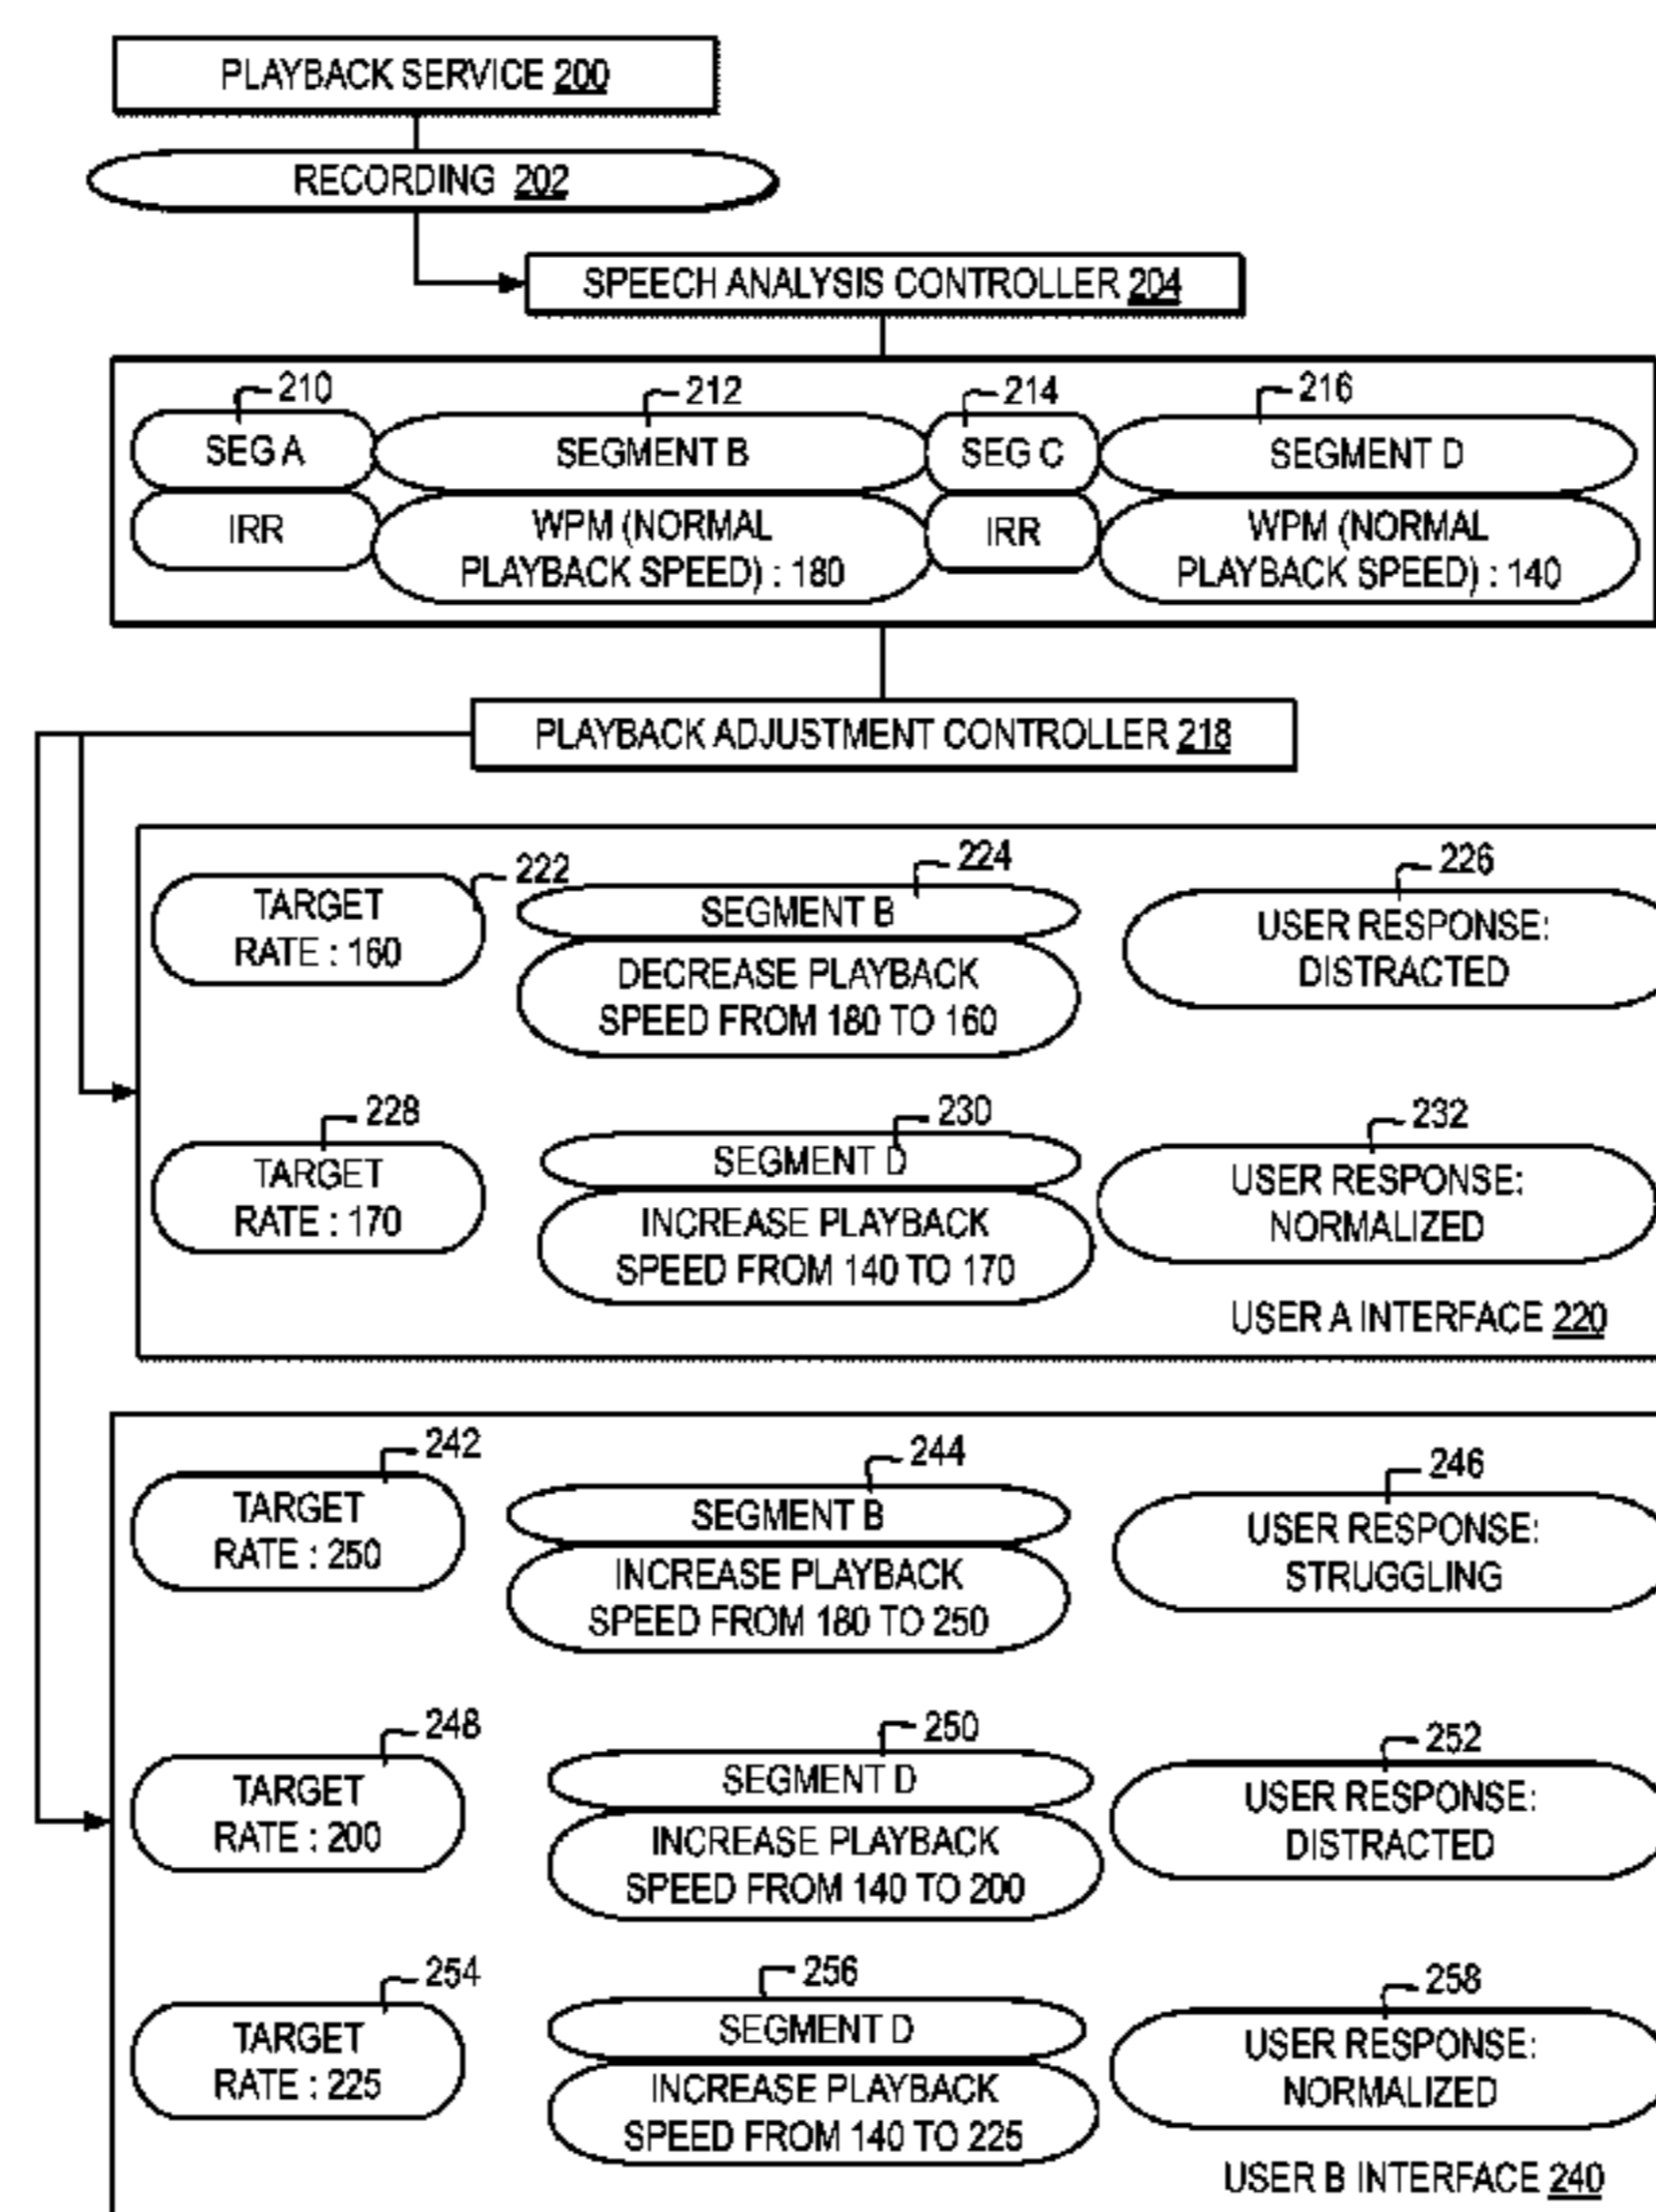 PLAYBACK SERVICE 200
RECORDING 202
SPEECH ANALYSIS CONTROLLER 204
210
212
214
216
SEG A
SEGMENT B
SEG C
SEGMENT D
IRR
WPM (NORMAL
PLAYBACK SPEED) : 180
IRR
WPM (NORMAL
PLAYBACK SPEED) : 140
PLAYBACK ADJUSTMENT CONTROLLER 218
222
TARGET
RATE : 160
224
SEGMENT B
DECREASE PLAYBACK
SPEED FROM 180 TO 160
226
USER RESPONSE:
DISTRACTED
228
TARGET
RATE : 170
230
SEGMENT D
INCREASE PLAYBACK
SPEED FROM 140 TO 170
232
USER RESPONSE:
NORMALIZED
USER A INTERFACE 220
242
TARGET
RATE : 250
244
SEGMENT B
INCREASE PLAYBACK
SPEED FROM 180 TO 250
246
USER RESPONSE:
STRUGGLING
248
TARGET
RATE : 200
250
SEGMENT D
INCREASE PLAYBACK
SPEED FROM 140 TO 200
252
USER RESPONSE:
DISTRACTED
254
TARGET
RATE : 225
256
SEGMENT D
INCREASE PLAYBACK
SPEED FROM 140 TO 225
258
USER RESPONSE:
NORMALIZED
USER B INTERFACE 240